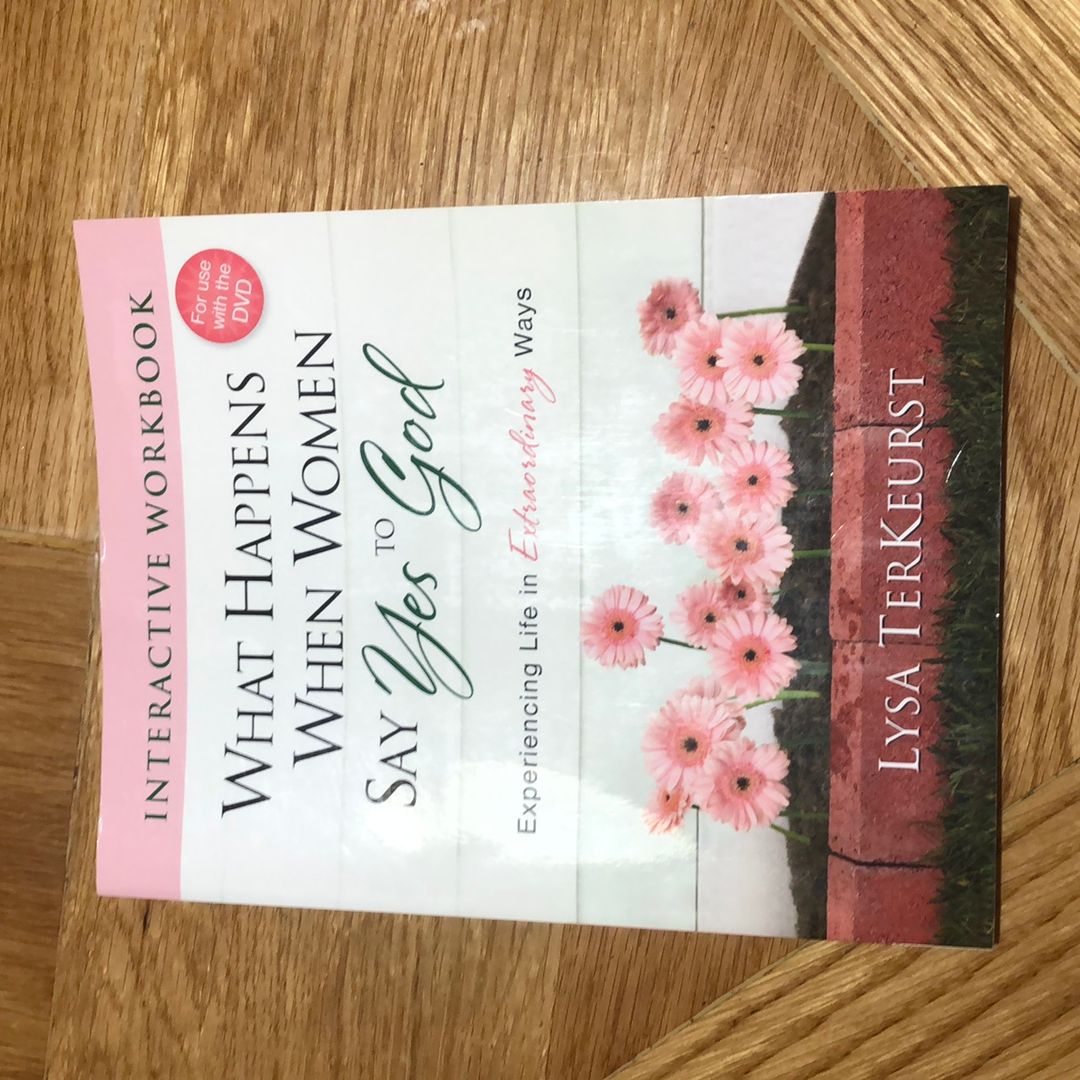 INTERACTIVE WORKBOOK
For use
with the
DVD
WHAT HAPPENS
WHEN WOMEN
SAY Yes TO God
Experiencing Life in Extraordinary Ways
LYSA TERKEURST